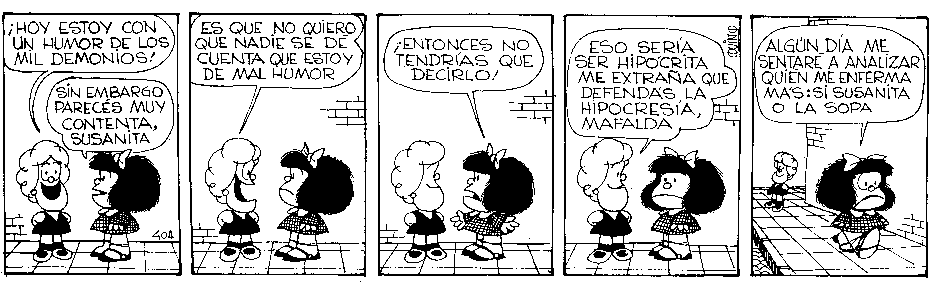 ¡HOY ESTOY CON
UN HUMOR DE LOS
MIL DEMONIOS!
SIN EMBARGO
PARECÉS MUY
CONTENTA,
SUSANITA
404
ES QUE NO QUIERO
QUE NADIE SE DE
CUENTA QUE ESTOY
DE MAL HUMOR
¡ENTONCES NO
TENDRÍAS QUE
DECIRLO!
ESO SERÍA
SER HIPÓCRITA
ME EXTRAÑA QUE
DEFENDAS LA
HIPOCRESÍA,
MAFALDA
QUINO
ALGÚN DÍA ME
SENTARÉ A ANALIZAR
QUIÉN ME ENFERMA
MÁS: SI SUSANITA
O LA SOPA